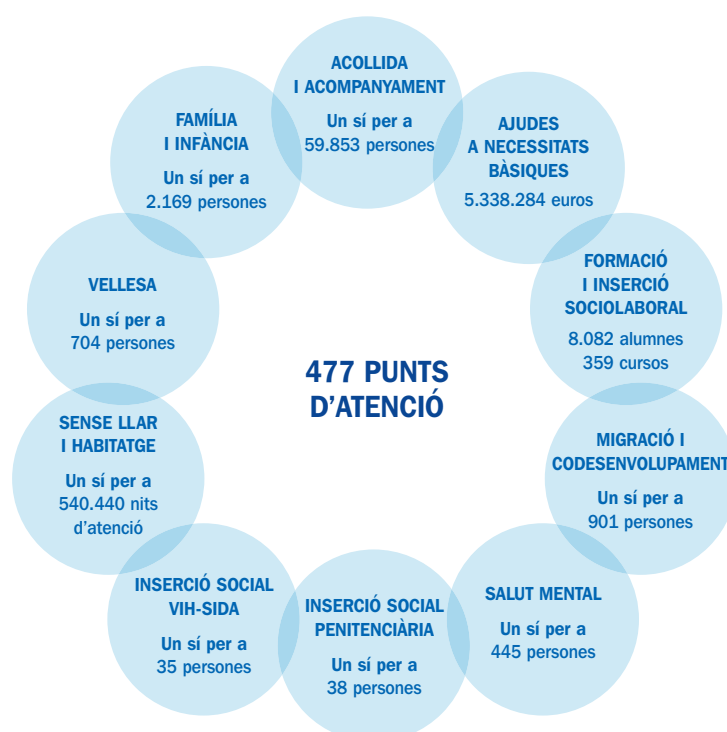 ACOLLIDA
I ACOMPANYAMENT
Un sí per a
59.853 persones
AJUDES
A NECESSITATS
BÀSIQUES
5.338.284 euros
FORMACIÓ
I INSERCIÓ
SOCIOLABORAL
8.082 alumnes
359 cursos
MIGRACIÓ I
CODESENVOLUPAMENT
Un sí per a
901 persones
SALUT MENTAL
Un sí per a
445 persones
INSERCIÓ SOCIAL
PENITENCIÀRIA
Un sí per a
38 persones
INSERCIÓ SOCIAL
VIH-SIDA
Un sí per a
35 persones
SENSE LLAR
I HABITATGE
Un sí per a
540.440 nits
d'atenció
VELLESA
Un sí per a
704 persones
FAMÍLIA
I INFÀNCIA
Un sí per a
2.169 persones
477 PUNTS
D'ATENCIÓ